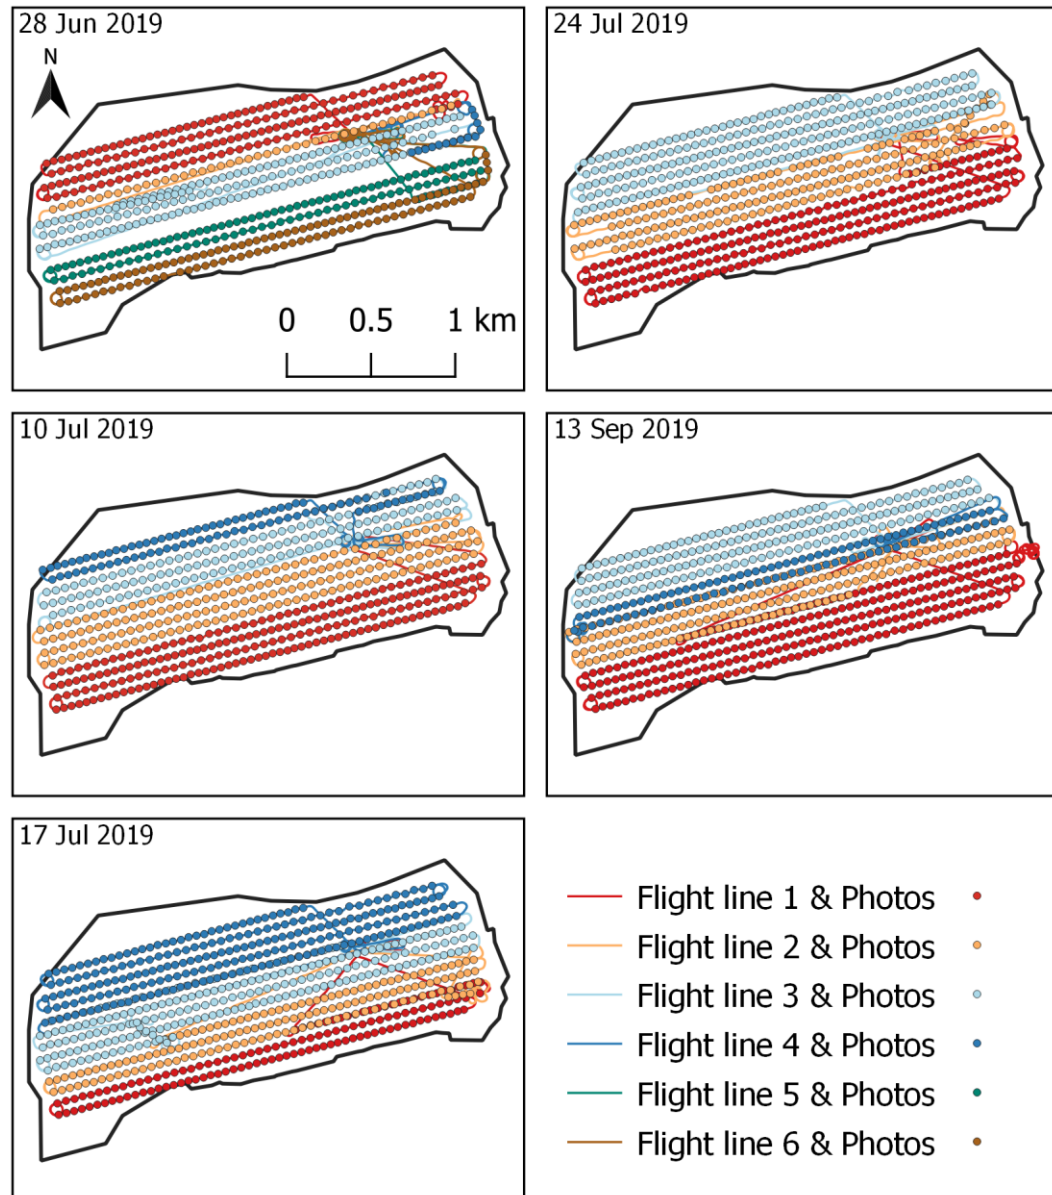 28 Jun 2019
N
0 0.5 1 km
24 Jul 2019
10 Jul 2019
13 Sep 2019
17 Jul 2019
Flight line 1 & Photos
Flight line 2 & Photos
Flight line 3 & Photos
Flight line 4 & Photos
Flight line 5 & Photos
Flight line 6 & Photos